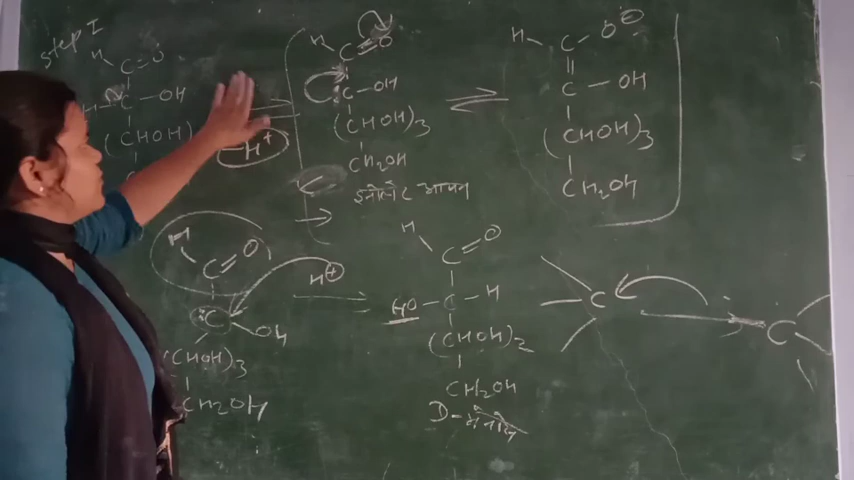 Step I
H C = O
H - C - OH
(CHOH)
- H+
H C = O
C - OH
(CHOH)3
CH2OH
इनोलेट आयन
H - C - O⊖
C - OH
(CHOH)3
CH2OH
H C = O
C OH
(CHOH)3
CH2OH
H⊕
H C = O
HO - C - H
(CHOH)2
CH2OH
D-
C
C